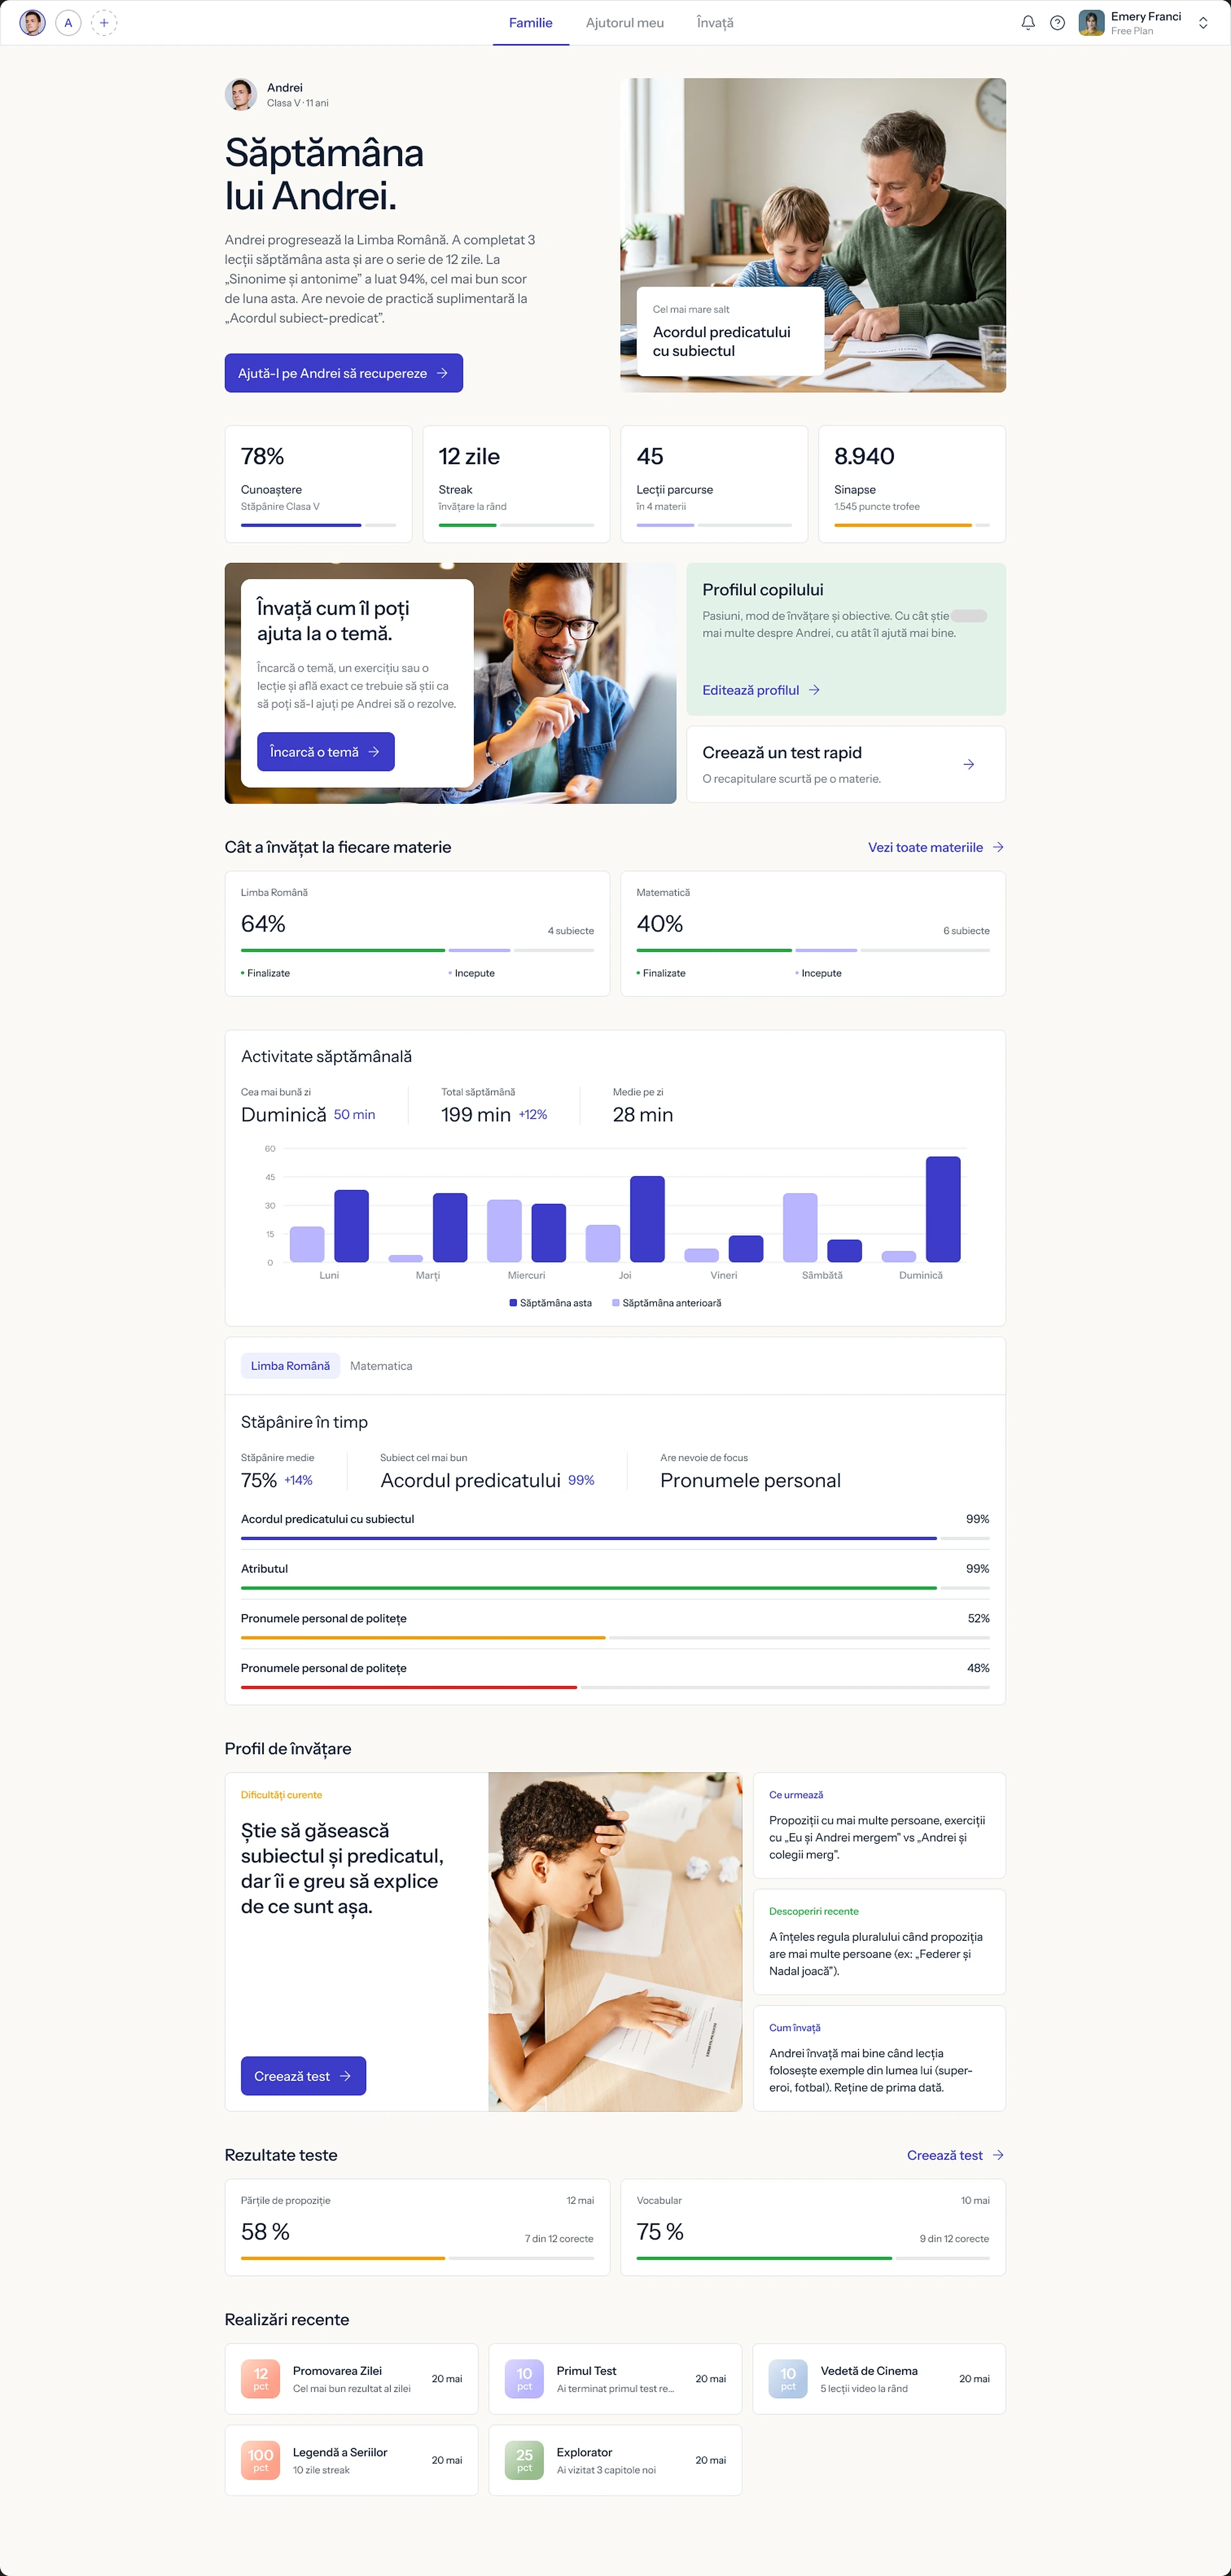 A
Familie
Ajutorul meu
Învață
Emery Franci
Free Plan
Andrei
Clasa V · 11 ani
Săptămâna
lui Andrei.
Andrei progresează la Limba Română. A completat 3
lecții săptămâna asta și are o serie de 12 zile. La
„Sinonime și antonime” a luat 94%, cel mai bun scor
de luna asta. Are nevoie de practică suplimentară la
„Acordul subiect-predicat”.
Ajută-l pe Andrei să recupereze
Cel mai mare salt
Acordul predicatului
cu subiectul
78%
Cunoaștere
Stăpânire Clasa V
12 zile
Streak
învățare la rând
45
Lecții parcurse
în 4 materii
8.940
Sinapse
1.545 puncte trofee
Învață cum îl poți
ajuta la o temă.
Încarcă o temă, un exercițiu sau o
lecție și află exact ce trebuie să știi ca
să poți să-l ajuți pe Andrei să o rezolve.
Încarcă o temă
Profilul copilului
Pasiuni, mod de învățare și obiective. Cu cât știe
mai multe despre Andrei, cu atât îl ajută mai bine.
Editează profilul
Creează un test rapid
O recapitulare scurtă pe o materie.
Cât a învățat la fiecare materie
Vezi toate materiile
Limba Română
64%
4 subiecte
Finalizate
Incepute
Matematică
40%
6 subiecte
Finalizate
Incepute
Activitate săptămânală
Cea mai bună zi
Duminică 50 min
Total săptămână
199 min +12%
Medie pe zi
28 min
60
45
30
15
0
Luni
Marți
Miercuri
Joi
Vineri
Sâmbătă
Duminică
Săptămâna asta
Săptămâna anterioară
Limba Română
Matematica
Stăpânire în timp
Stăpânire medie
75% +14%
Subiect cel mai bun
Acordul predicatului 99%
Are nevoie de focus
Pronumele personal
Acordul predicatului cu subiectul
99%
Atributul
99%
Pronumele personal de politețe
52%
Pronumele personal de politețe
48%
Profil de învățare
Dificultăți curente
Știe să găsească
subiectul și predicatul,
dar îi e greu să explice
de ce sunt așa.
Creează test
Ce urmează
Propoziții cu mai multe persoane, exerciții
cu „Eu și Andrei mergem” vs „Andrei și
colegii merg”.
Descoperiri recente
A înțeles regula pluralului când propoziția
are mai multe persoane (ex: „Federer și
Nadal joacă”).
Cum învață
Andrei învață mai bine când lecția
folosește exemple din lumea lui (super-
eroi, fotbal). Reține de prima dată.
Rezultate teste
Creează test
Părțile de propoziție
12 mai
58 %
7 din 12 corecte
Vocabular
10 mai
75 %
9 din 12 corecte
Realizări recente
12
pct
Promovarea Zilei
Cel mai bun rezultat al zilei
20 mai
10
pct
Primul Test
Ai terminat primul test re...
20 mai
10
pct
Vedetă de Cinema
5 lecții video la rând
20 mai
100
pct
Legendă a Seriilor
10 zile streak
20 mai
25
pct
Explorator
Ai vizitat 3 capitole noi
20 mai